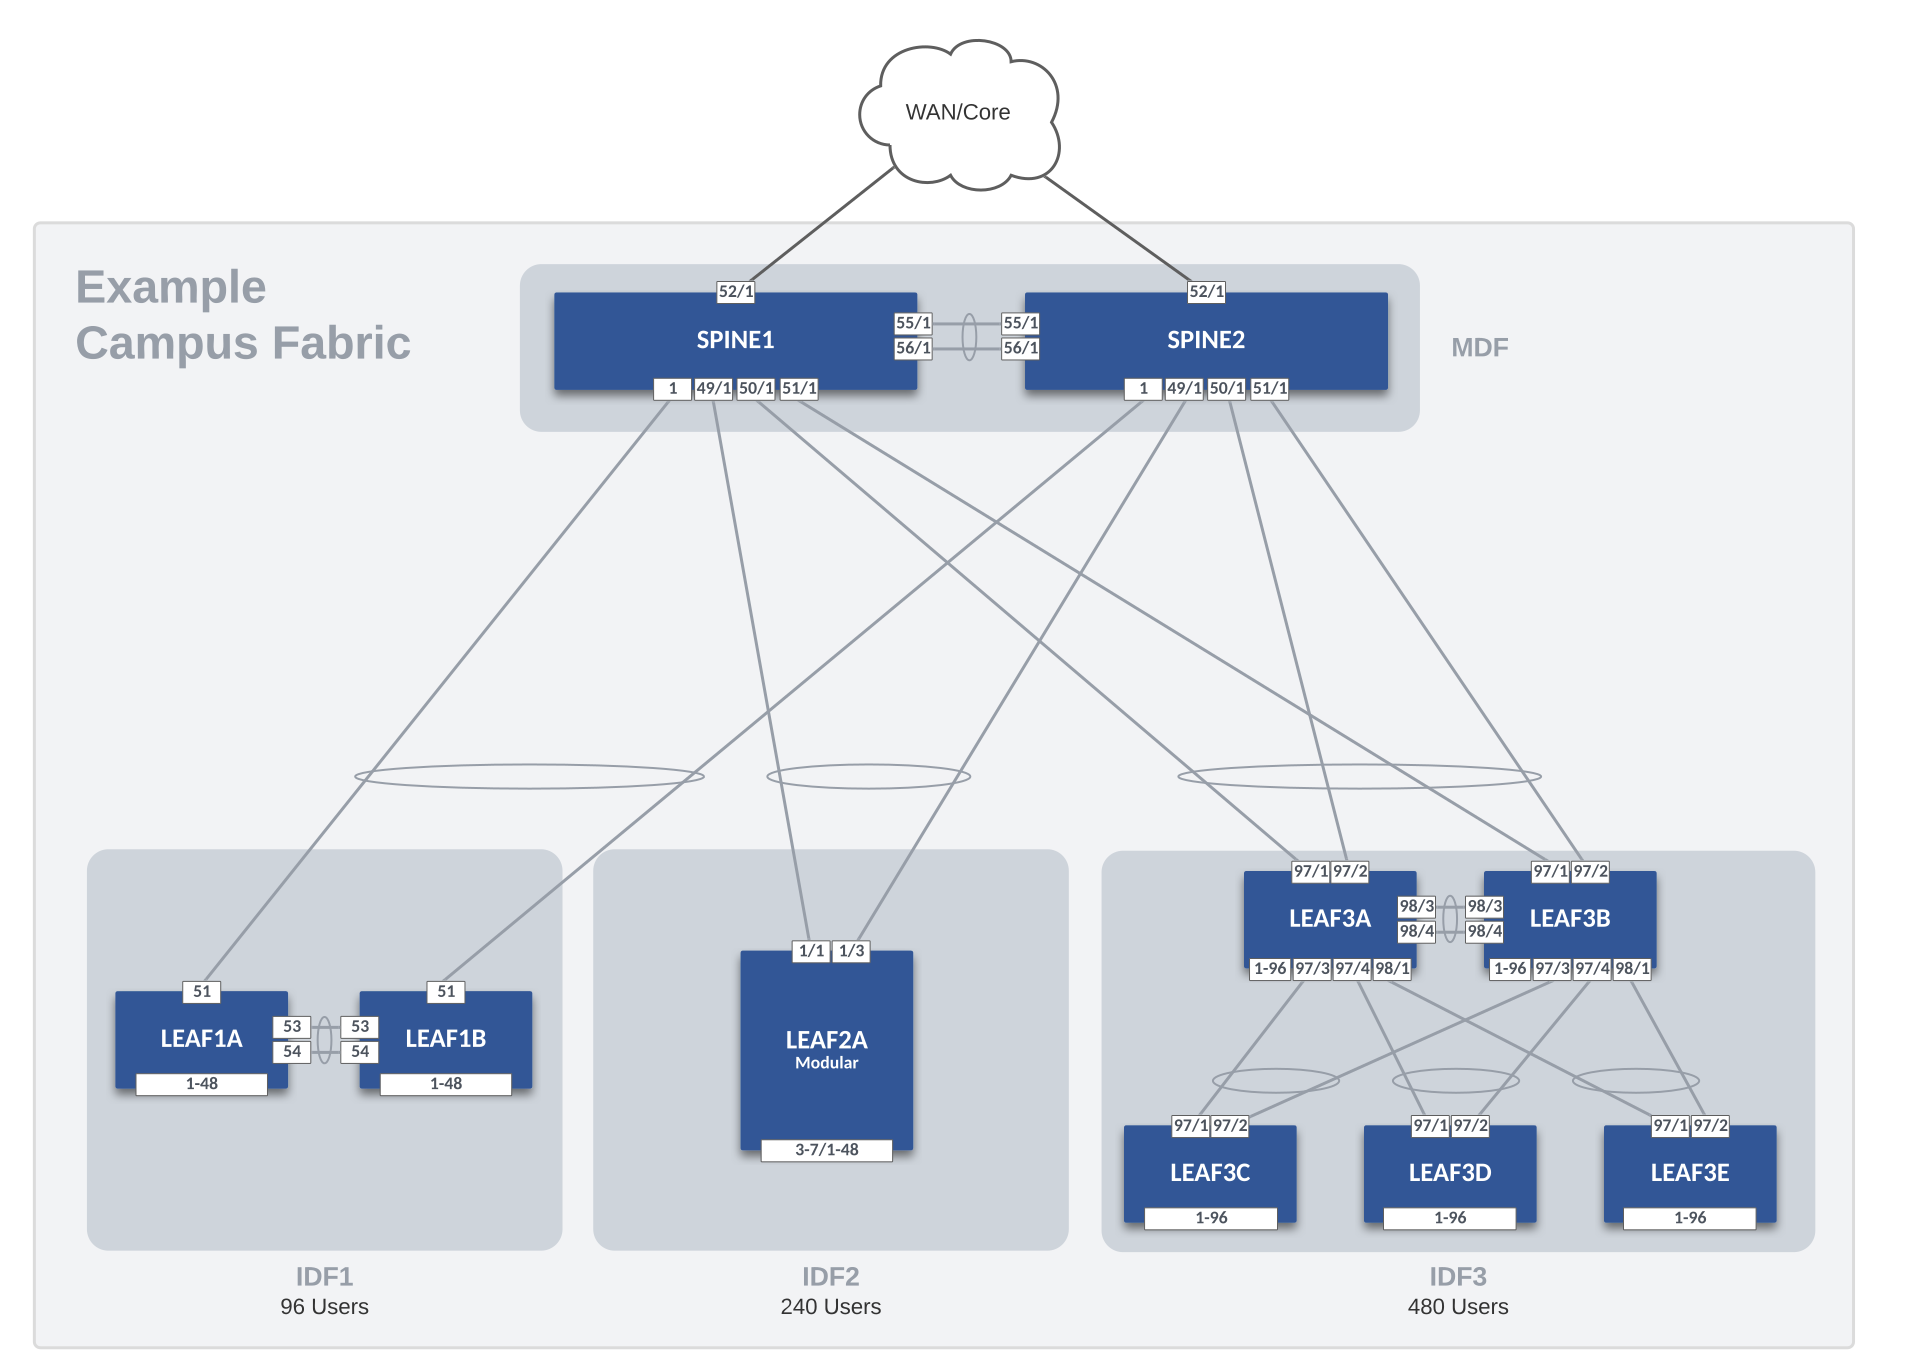 WAN/Core
Example
Campus Fabric
52/1
52/1
SPINE1
55/1
56/1
55/1
56/1
SPINE2
MDF
1 49/1 50/1 51/1
1 49/1 50/1 51/1
97/1 97/2
97/1 97/2
LEAF3A
98/3
98/4
98/3
98/4
LEAF3B
1-96 97/3 97/4 98/1
1-96 97/3 97/4 98/1
51
51
LEAF1A
53
54
53
54
LEAF1B
1-48
1-48
1/1 1/3
LEAF2A
Modular
3-7/1-48
97/1 97/2
97/1 97/2
97/1 97/2
LEAF3C
LEAF3D
LEAF3E
1-96
1-96
1-96
IDF1
96 Users
IDF2
240 Users
IDF3
480 Users